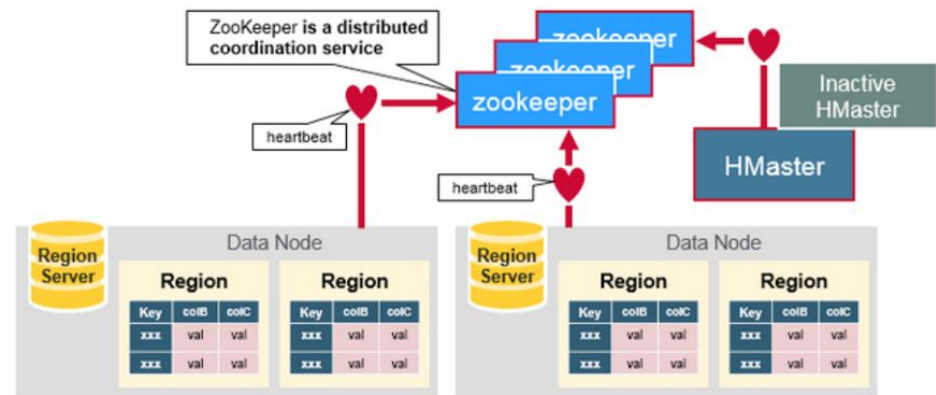 ZooKeeper is a distributed
coordination service
zookeeper
zookeeper
zookeeper
Inactive
HMaster
HMaster
heartbeat
heartbeat
Region
Server
Data Node
Region
Key colB colC
xxx val val
xxx val val
Region
Key colB colC
xxx val val
xxx val val
Region
Server
Data Node
Region
Key colB colC
xxx val val
xxx val val
Region
Key colB colC
xxx val val
xxx val val